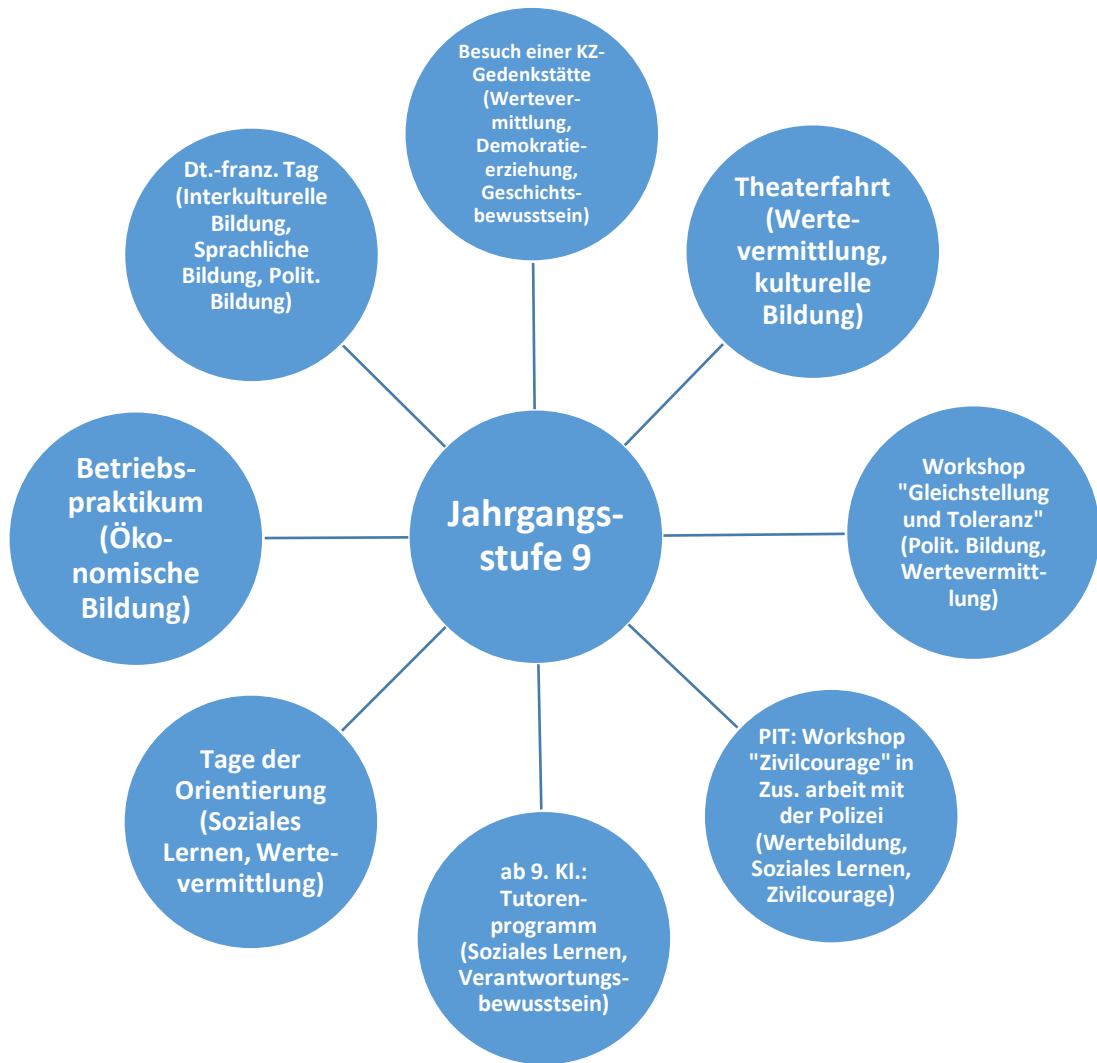 Besuch einer KZ-
Gedenkstätte
(Wertever-
mittlung,
Demokratie-
erziehung,
Geschichts-
bewusstsein)
Theaterfahrt
(Werte-
vermittlung,
kulturelle
Bildung)
Workshop
"Gleichstellung
und Toleranz"
(Polit. Bildung,
Wertevermitt-
lung)
PIT: Workshop
"Zivilcourage" in
Zus. arbeit mit
der Polizei
(Wertebildung,
Soziales Lernen,
Zivilcourage)
ab 9. Kl.:
Tutoren-
programm
(Soziales Lernen,
Verantwortungs-
bewusstsein)
Tage der
Orientierung
(Soziales
Lernen, Werte-
vermittlung)
Betriebs-
praktikum
(Öko-
nomische
Bildung)
Dt.-franz. Tag
(Interkulturelle
Bildung,
Sprachliche
Bildung, Polit.
Bildung)
Jahrgangs-
stufe 9